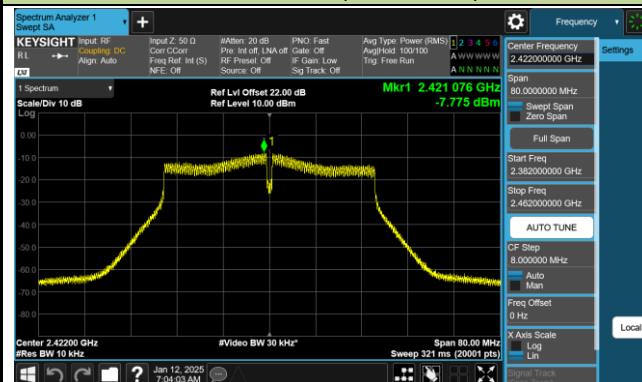 Spectrum Analyzer 1
Swept SA
+
Frequency
KEYSIGHT
RL
LXI
Input: RF
Coupling: DC
Align: Auto
Input Z: 50 Ω
Corr CCorr
Freq Ref: Int (S)
NFE: Off
#Atten: 20 dB
Pre: Int off, LNA off
RF Presel: Off
Source: Off
PNO: Fast
Gate: Off
IF Gain: Low
Sig Track: Off
Avg Type: Power (RMS)
Avg|Hold: 100/100
Trig: Free Run
1 2 3 4 5 6
A W W W W W
A N N N N N
1 Spectrum
Scale/Div 10 dB
Log
Ref Lvl Offset 22.00 dB
Ref Level 10.00 dBm
Mkr1 2.421 076 GHz
-7.775 dBm
1
0.00
-10.0
-20.0
-30.0
-40.0
-50.0
-60.0
-70.0
-80.0
Center 2.42200 GHz
#Res BW 10 kHz
#Video BW 30 kHz*
Span 80.00 MHz
Sweep 321 ms (20001 pts)
Jan 12, 2025
7:04:03 AM
?
Center Frequency
2.422000000 GHz
Settings
Span
80.0000000 MHz
Swept Span
Zero Span
Full Span
Start Freq
2.382000000 GHz
Stop Freq
2.462000000 GHz
AUTO TUNE
CF Step
8.000000 MHz
Auto
Man
Freq Offset
0 Hz
X Axis Scale
Log
Lin
Local
Signal Track